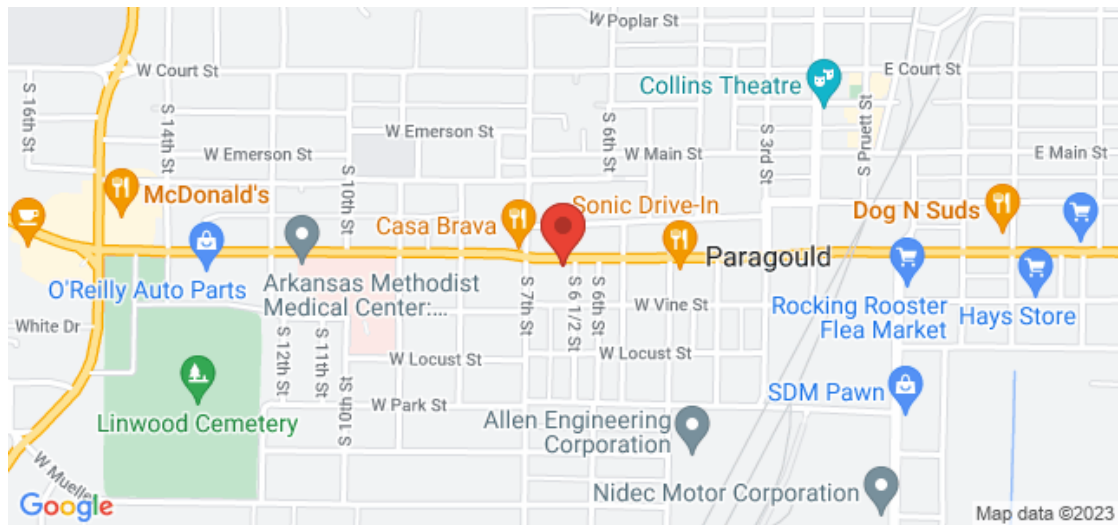 W Poplar St
W Court St
E Court St
Collins Theatre
S 16th St
S 14th St
W Emerson St
W Emerson St
S 10th St
S 6th St
W Main St
S 3rd St
S Pruett St
E Main St
McDonald's
Casa Brava
Sonic Drive-In
Dog N Suds
Paragould
O'Reilly Auto Parts
Arkansas Methodist
Medical Center:...
S 7th St
S 6 1/2 St
S 6th St
W Vine St
Rocking Rooster
Flea Market
Hays Store
White Dr
S 12th St
S 11th St
S 10th St
W Locust St
W Locust St
W Park St
SDM Pawn
Linwood Cemetery
Allen Engineering
Corporation
W Mueller
Nidec Motor Corporation
Google
Map data ©2023